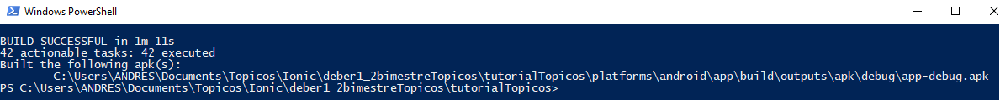 Windows PowerShell
BUILD SUCCESSFUL in 1m 11s
42 actionable tasks: 42 executed
Built the following apk(s):
C:\Users\ANDRES\Documents\Topicos\Ionic\deber1_2bimestreTopicos\tutorialTopicos\platforms\android\app\build\outputs\apk\debug\app-debug.apk
PS C:\Users\ANDRES\Documents\Topicos\Ionic\deber1_2bimestreTopicos\tutorialTopicos>